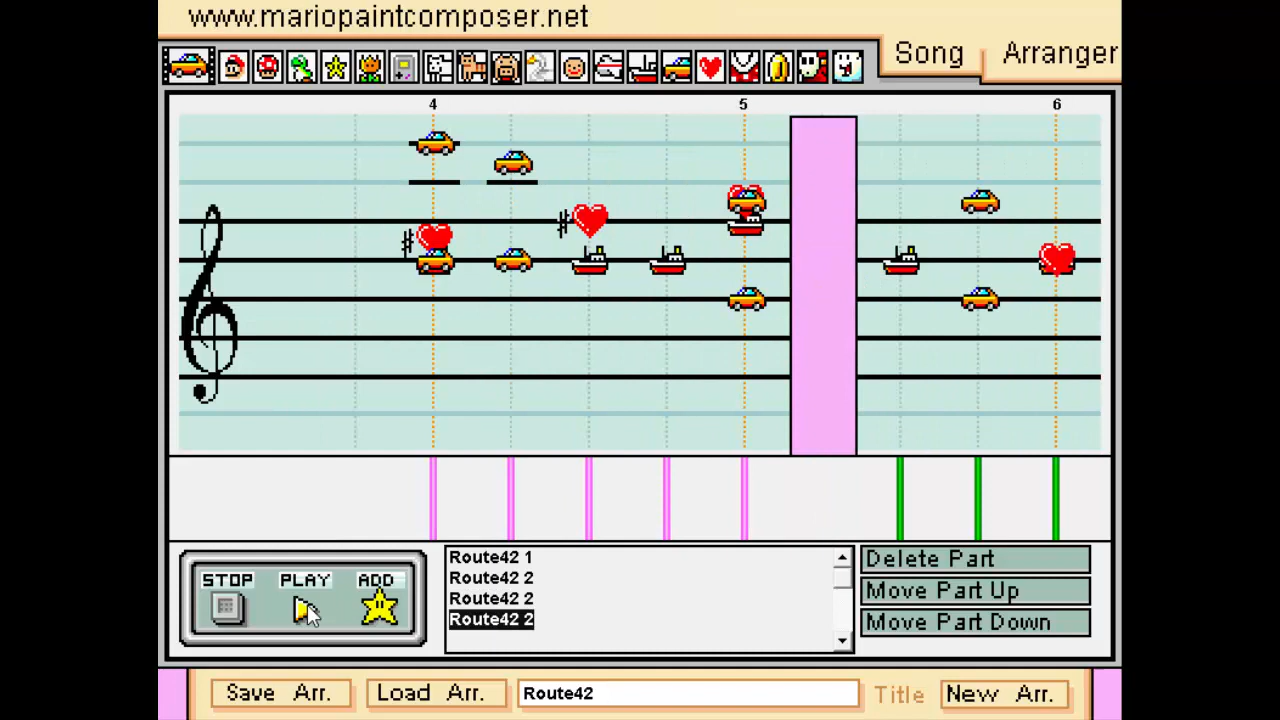 www.mariopaintcomposer.net
Song Arranger
4 5 6
STOP PLAY ADD
Route42 1
Route42 2
Route42 2
Route42 2
Delete Part
Move Part Up
Move Part Down
Save Arr. Load Arr. Route42 Title New Arr.